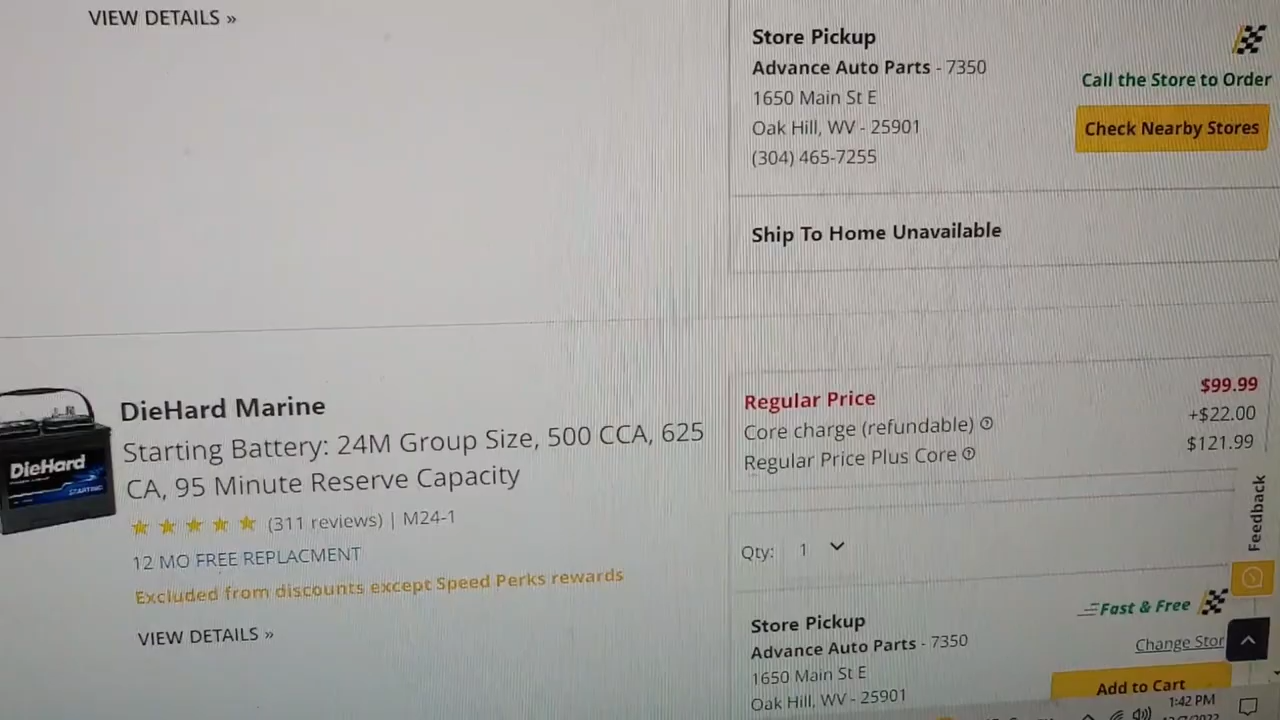 VIEW DETAILS »
Store Pickup
Advance Auto Parts - 7350
1650 Main St E
Oak Hill, WV - 25901
(304) 465-7255
Call the Store to Order
Check Nearby Stores
Ship To Home Unavailable
DieHard
STARTING
DieHard Marine
Starting Battery: 24M Group Size, 500 CCA, 625
CA, 95 Minute Reserve Capacity
(311 reviews) | M24-1
12 MO FREE REPLACMENT
Excluded from discounts except Speed Perks rewards
VIEW DETAILS »
Regular Price $99.99
Core charge (refundable) +$22.00
Regular Price Plus Core $121.99
Feedback
Qty: 1
Fast & Free
Store Pickup
Advance Auto Parts - 7350
1650 Main St E
Oak Hill, WV - 25901
Change Stor
Add to Cart
1:42 PM